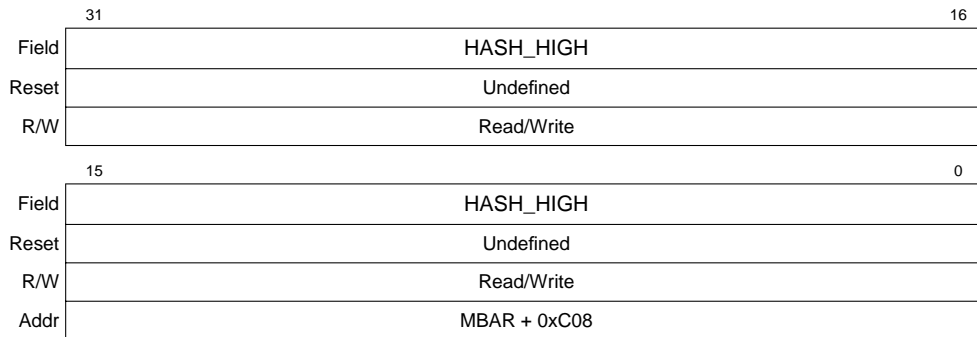 31 16
Field HASH_HIGH
Reset Undefined
R/W Read/Write
15 0
Field HASH_HIGH
Reset Undefined
R/W Read/Write
Addr MBAR + 0xC08